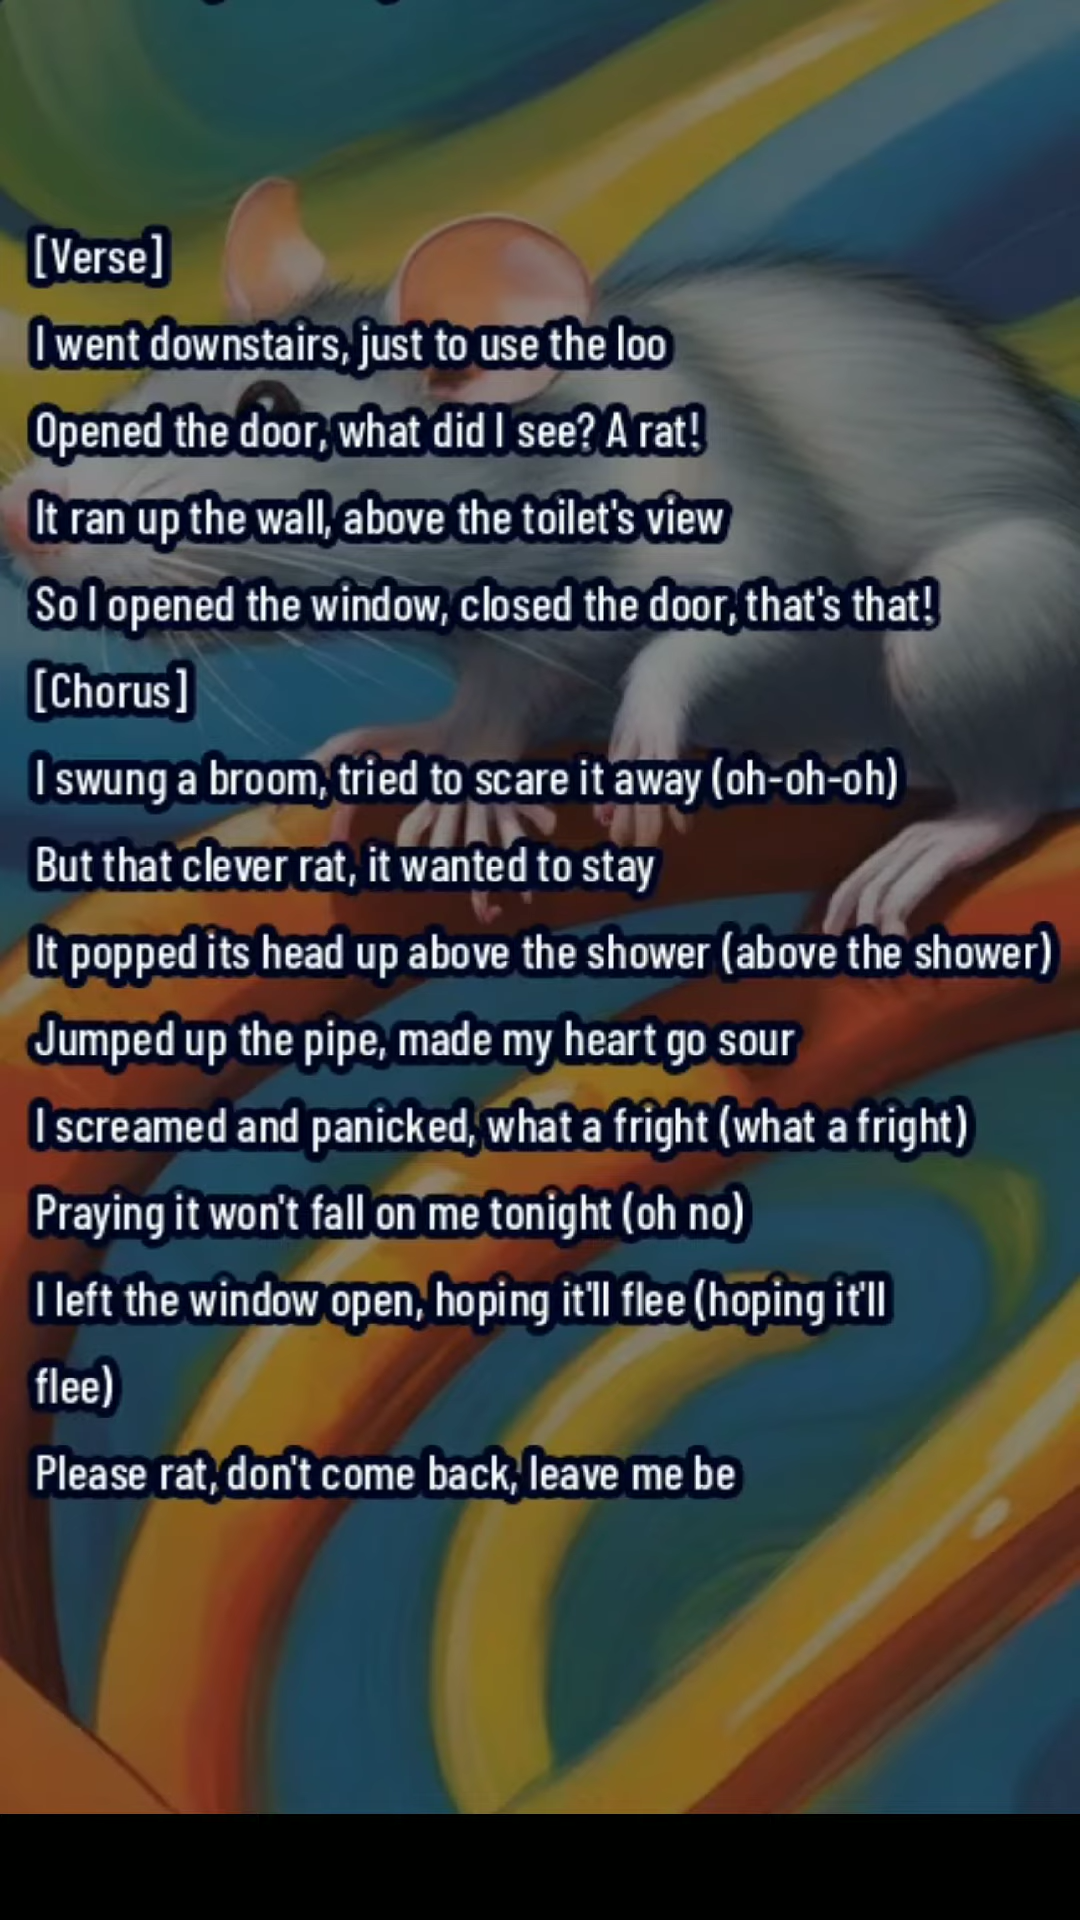 [Verse]
I went downstairs, just to use the loo
Opened the door, what did I see? A rat!
It ran up the wall, above the toilet's view
So I opened the window, closed the door, that's that!
[Chorus]
I swung a broom, tried to scare it away (oh-oh-oh)
But that clever rat, it wanted to stay
It popped its head up above the shower (above the shower)
Jumped up the pipe, made my heart go sour
I screamed and panicked, what a fright (what a fright)
Praying it won't fall on me tonight (oh no)
I left the window open, hoping it'll flee (hoping it'll
flee)
Please rat, don't come back, leave me be